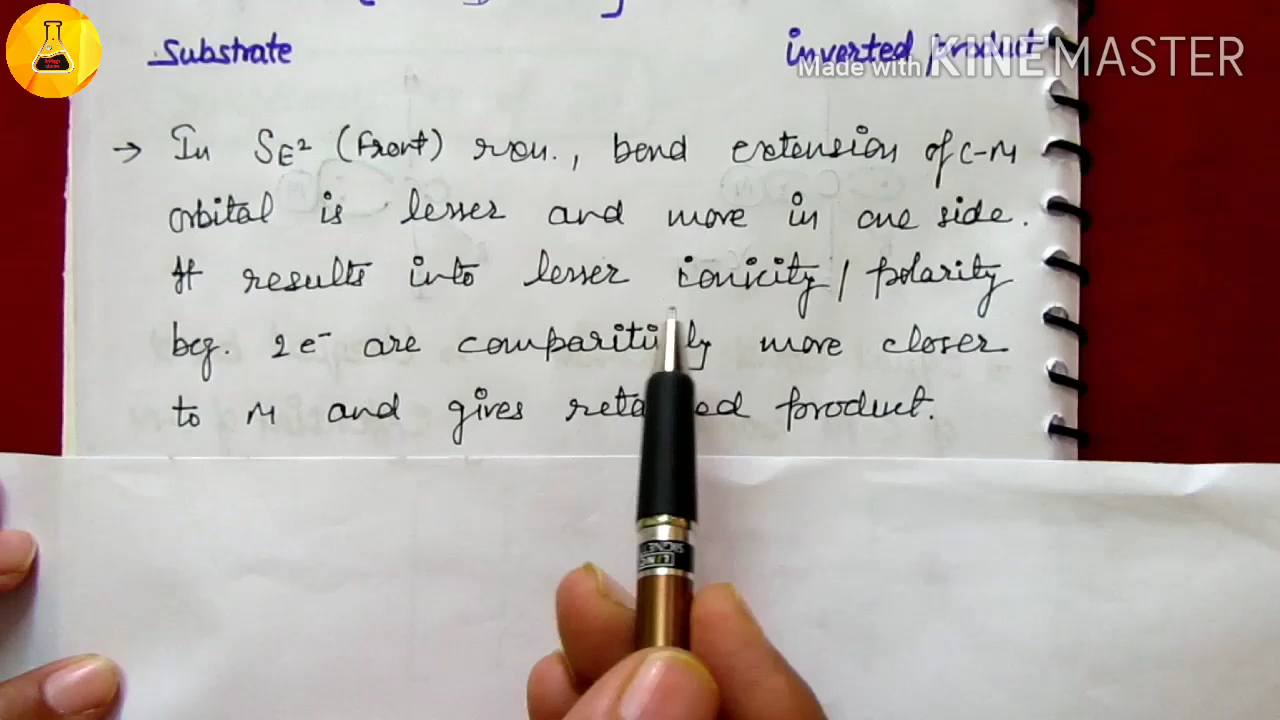 Substrate inverted product
Made with KINEMASTER
→ In SE2 (Front) rxn., bond extension of C-M
orbital is lesser and more in one side.
It results into lesser ionicity / polarity
bcz. 2e- are comparitively more closer
to M and gives retained product.